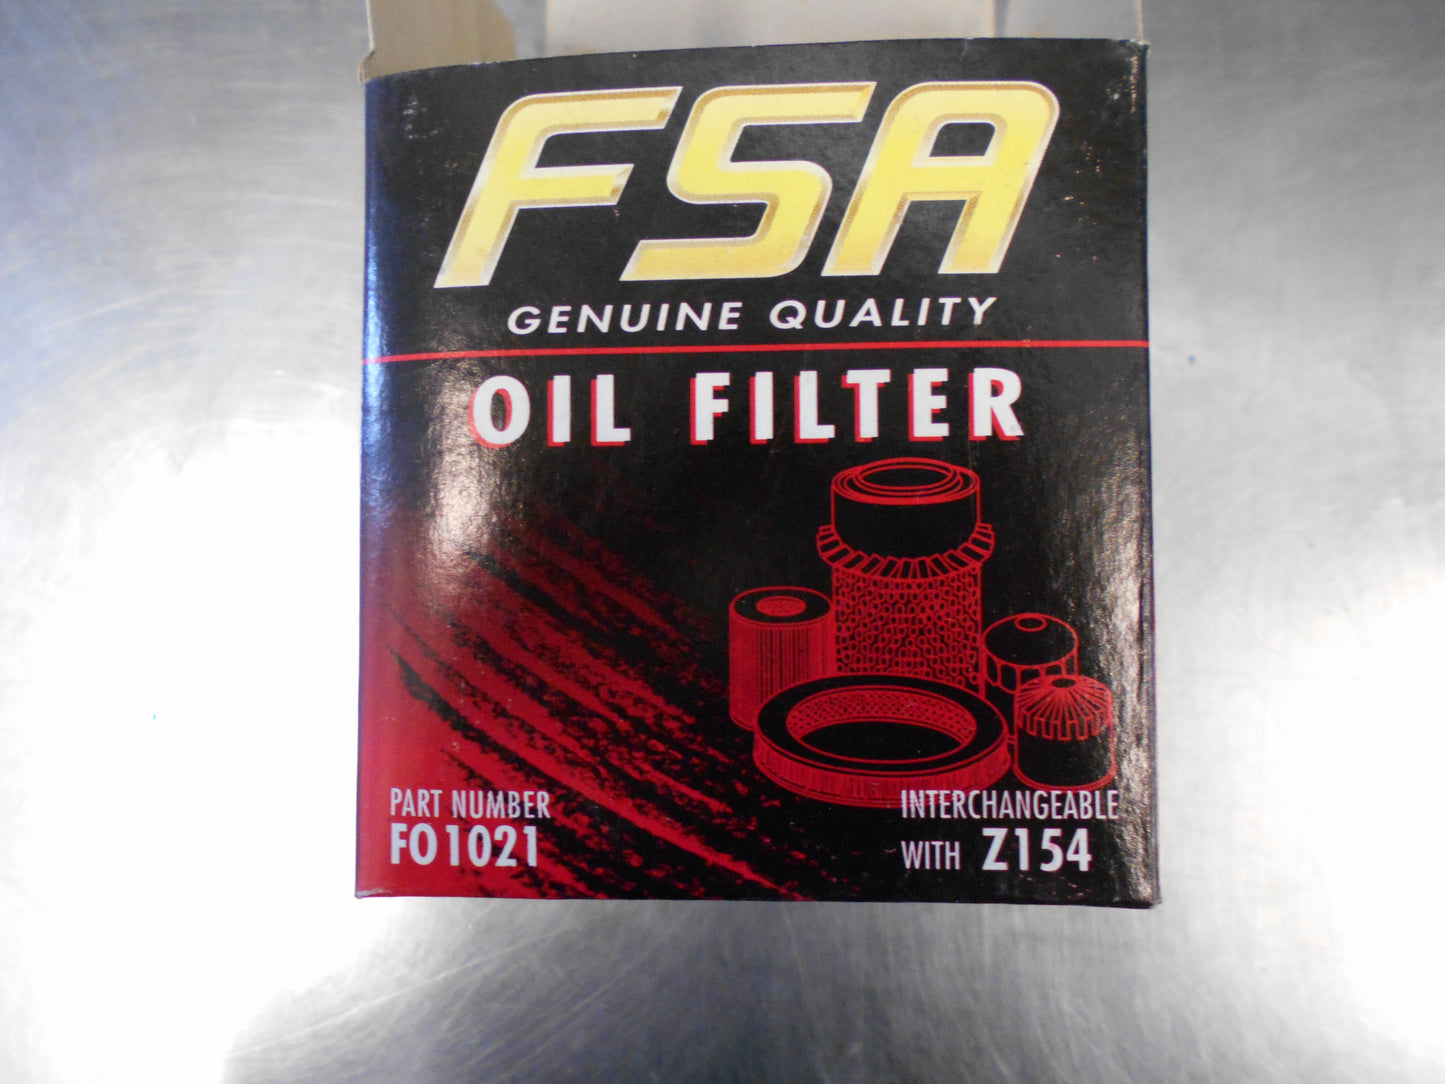 FSA
GENUINE QUALITY
OIL FILTER
PART NUMBER
FO1021
INTERCHANGEABLE
WITH Z154